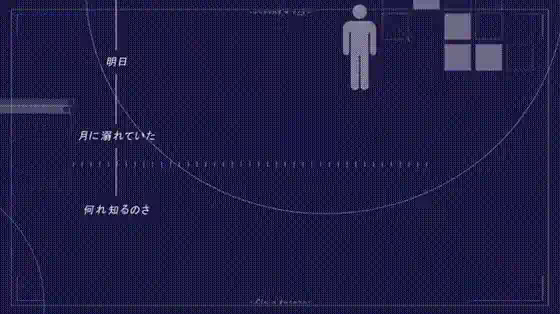 明日
月に溺れていた
何れ知るのさ